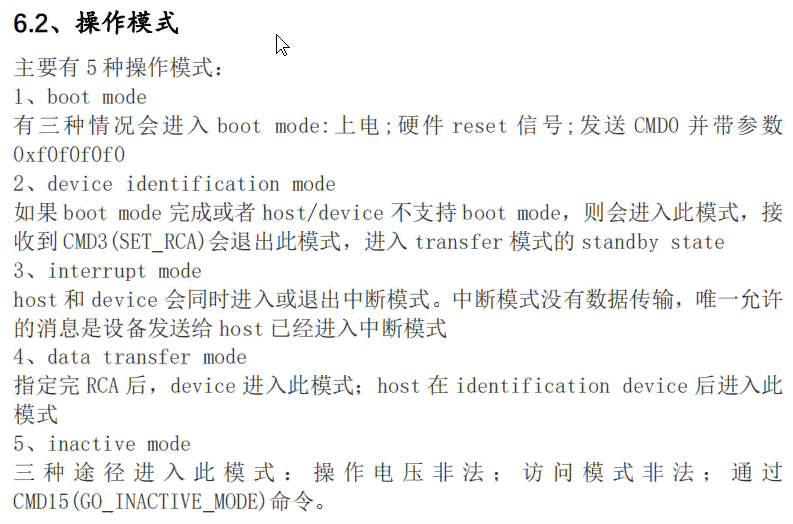 6.2、操作模式
主要有 5 种操作模式：
1、boot mode
有三种情况会进入 boot mode:上电;硬件 reset 信号;发送 CMD0 并带参数
0xf0f0f0f0
2、device identification mode
如果 boot mode 完成或者 host/device 不支持 boot mode，则会进入此模式，接
收到 CMD3(SET_RCA)会退出此模式，进入 transfer 模式的 standby state
3、interrupt mode
host 和 device 会同时进入或退出中断模式。中断模式没有数据传输，唯一允许
的消息是设备发送给 host 已经进入中断模式
4、data transfer mode
指定完 RCA 后，device 进入此模式；host 在 identification device 后进入此
模式
5、inactive mode
三种途径进入此模式：操作电压非法；访问模式非法；通过
CMD15(GO_INACTIVE_MODE)命令。